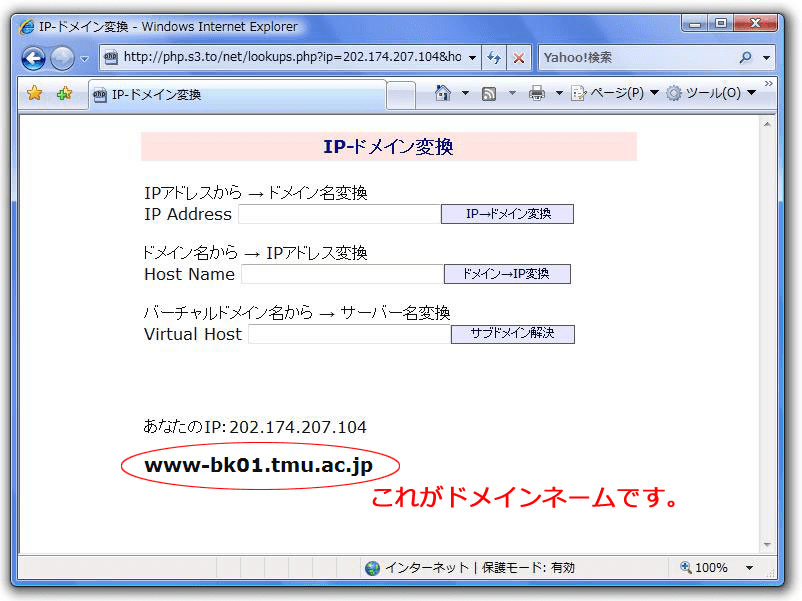 IP-ドメイン変換 - Windows Internet Explorer
http://php.s3.to/net/lookups.php?ip=202.174.207.104&ho
Yahoo!検索
php IP-ドメイン変換
ページ(P) ツール(O) »
IP-ドメイン変換
IPアドレスから → ドメイン名変換
IP Address IP→ドメイン変換
ドメイン名から → IPアドレス変換
Host Name ドメイン→IP変換
バーチャルドメイン名から → サーバー名変換
Virtual Host サブドメイン解決
あなたのIP: 202.174.207.104
www-bk01.tmu.ac.jp
これがドメインネームです。
インターネット | 保護モード: 有効 100%